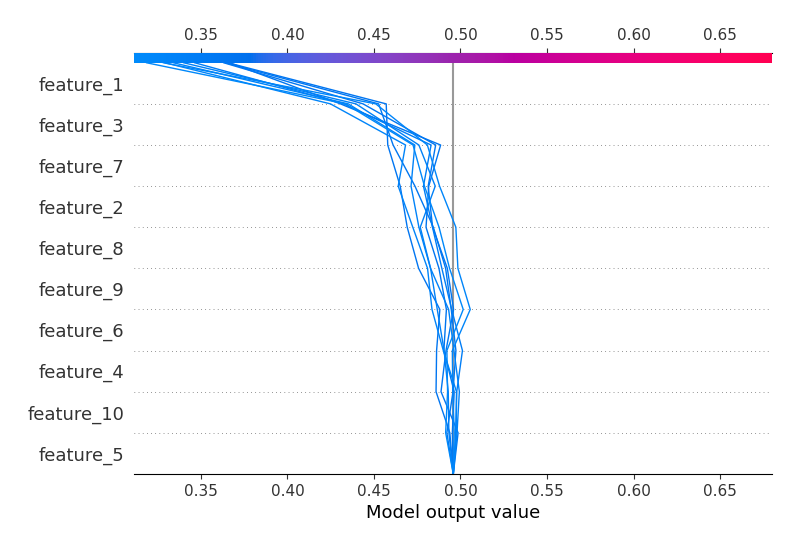 0.35 0.40 0.45 0.50 0.55 0.60 0.65
feature_1
feature_3
feature_7
feature_2
feature_8
feature_9
feature_6
feature_4
feature_10
feature_5
0.35 0.40 0.45 0.50 0.55 0.60 0.65
Model output value